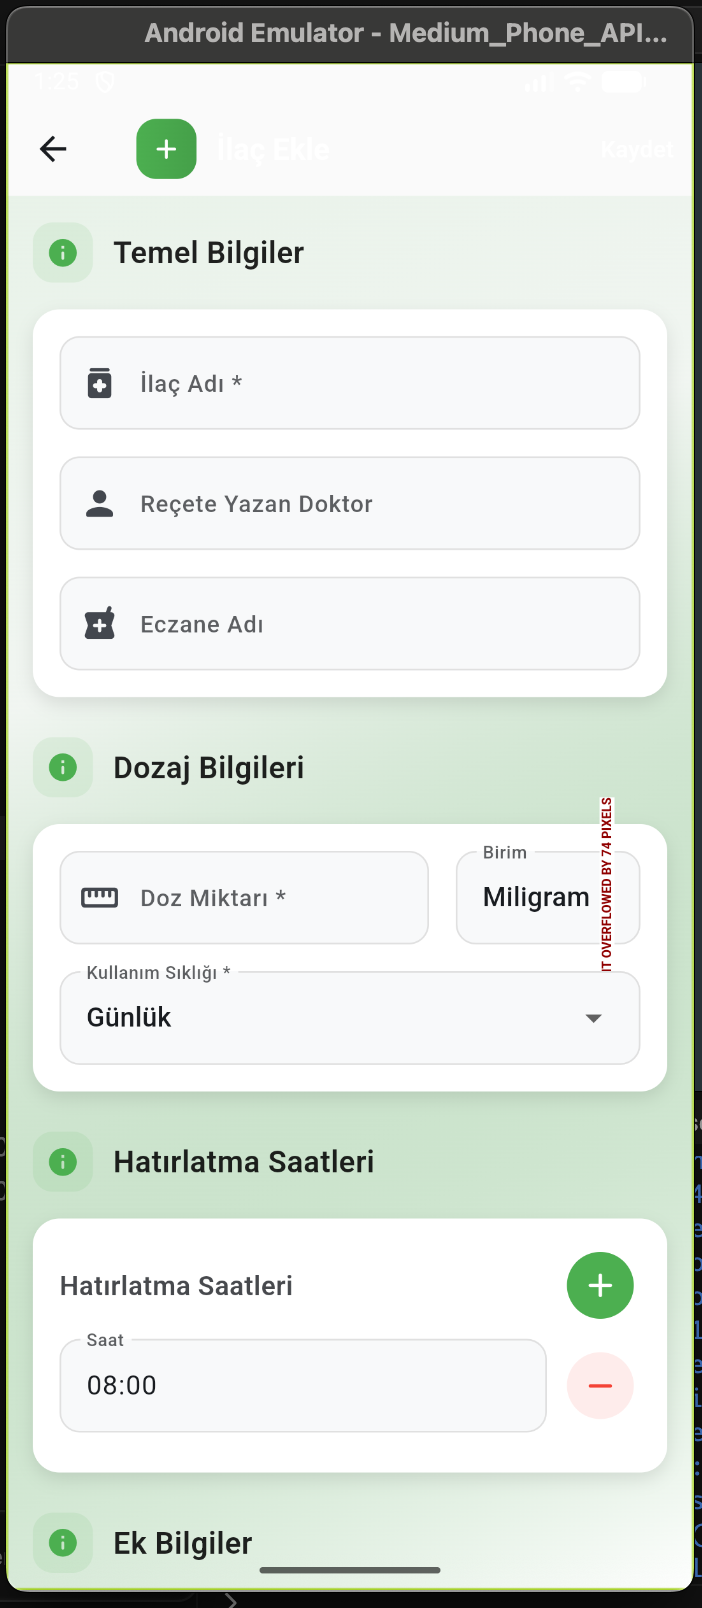 Android Emulator - Medium_Phone_API...
1:25
İlaç Ekle
Kaydet
Temel Bilgiler
İlaç Adı *
Reçete Yazan Doktor
Eczane Adı
Dozaj Bilgileri
Doz Miktarı *
Birim
Miligram
OVERFLOWED BY 74 PIXELS
Kullanım Sıklığı *
Günlük
Hatırlatma Saatleri
Hatırlatma Saatleri
Saat
08:00
Ek Bilgiler